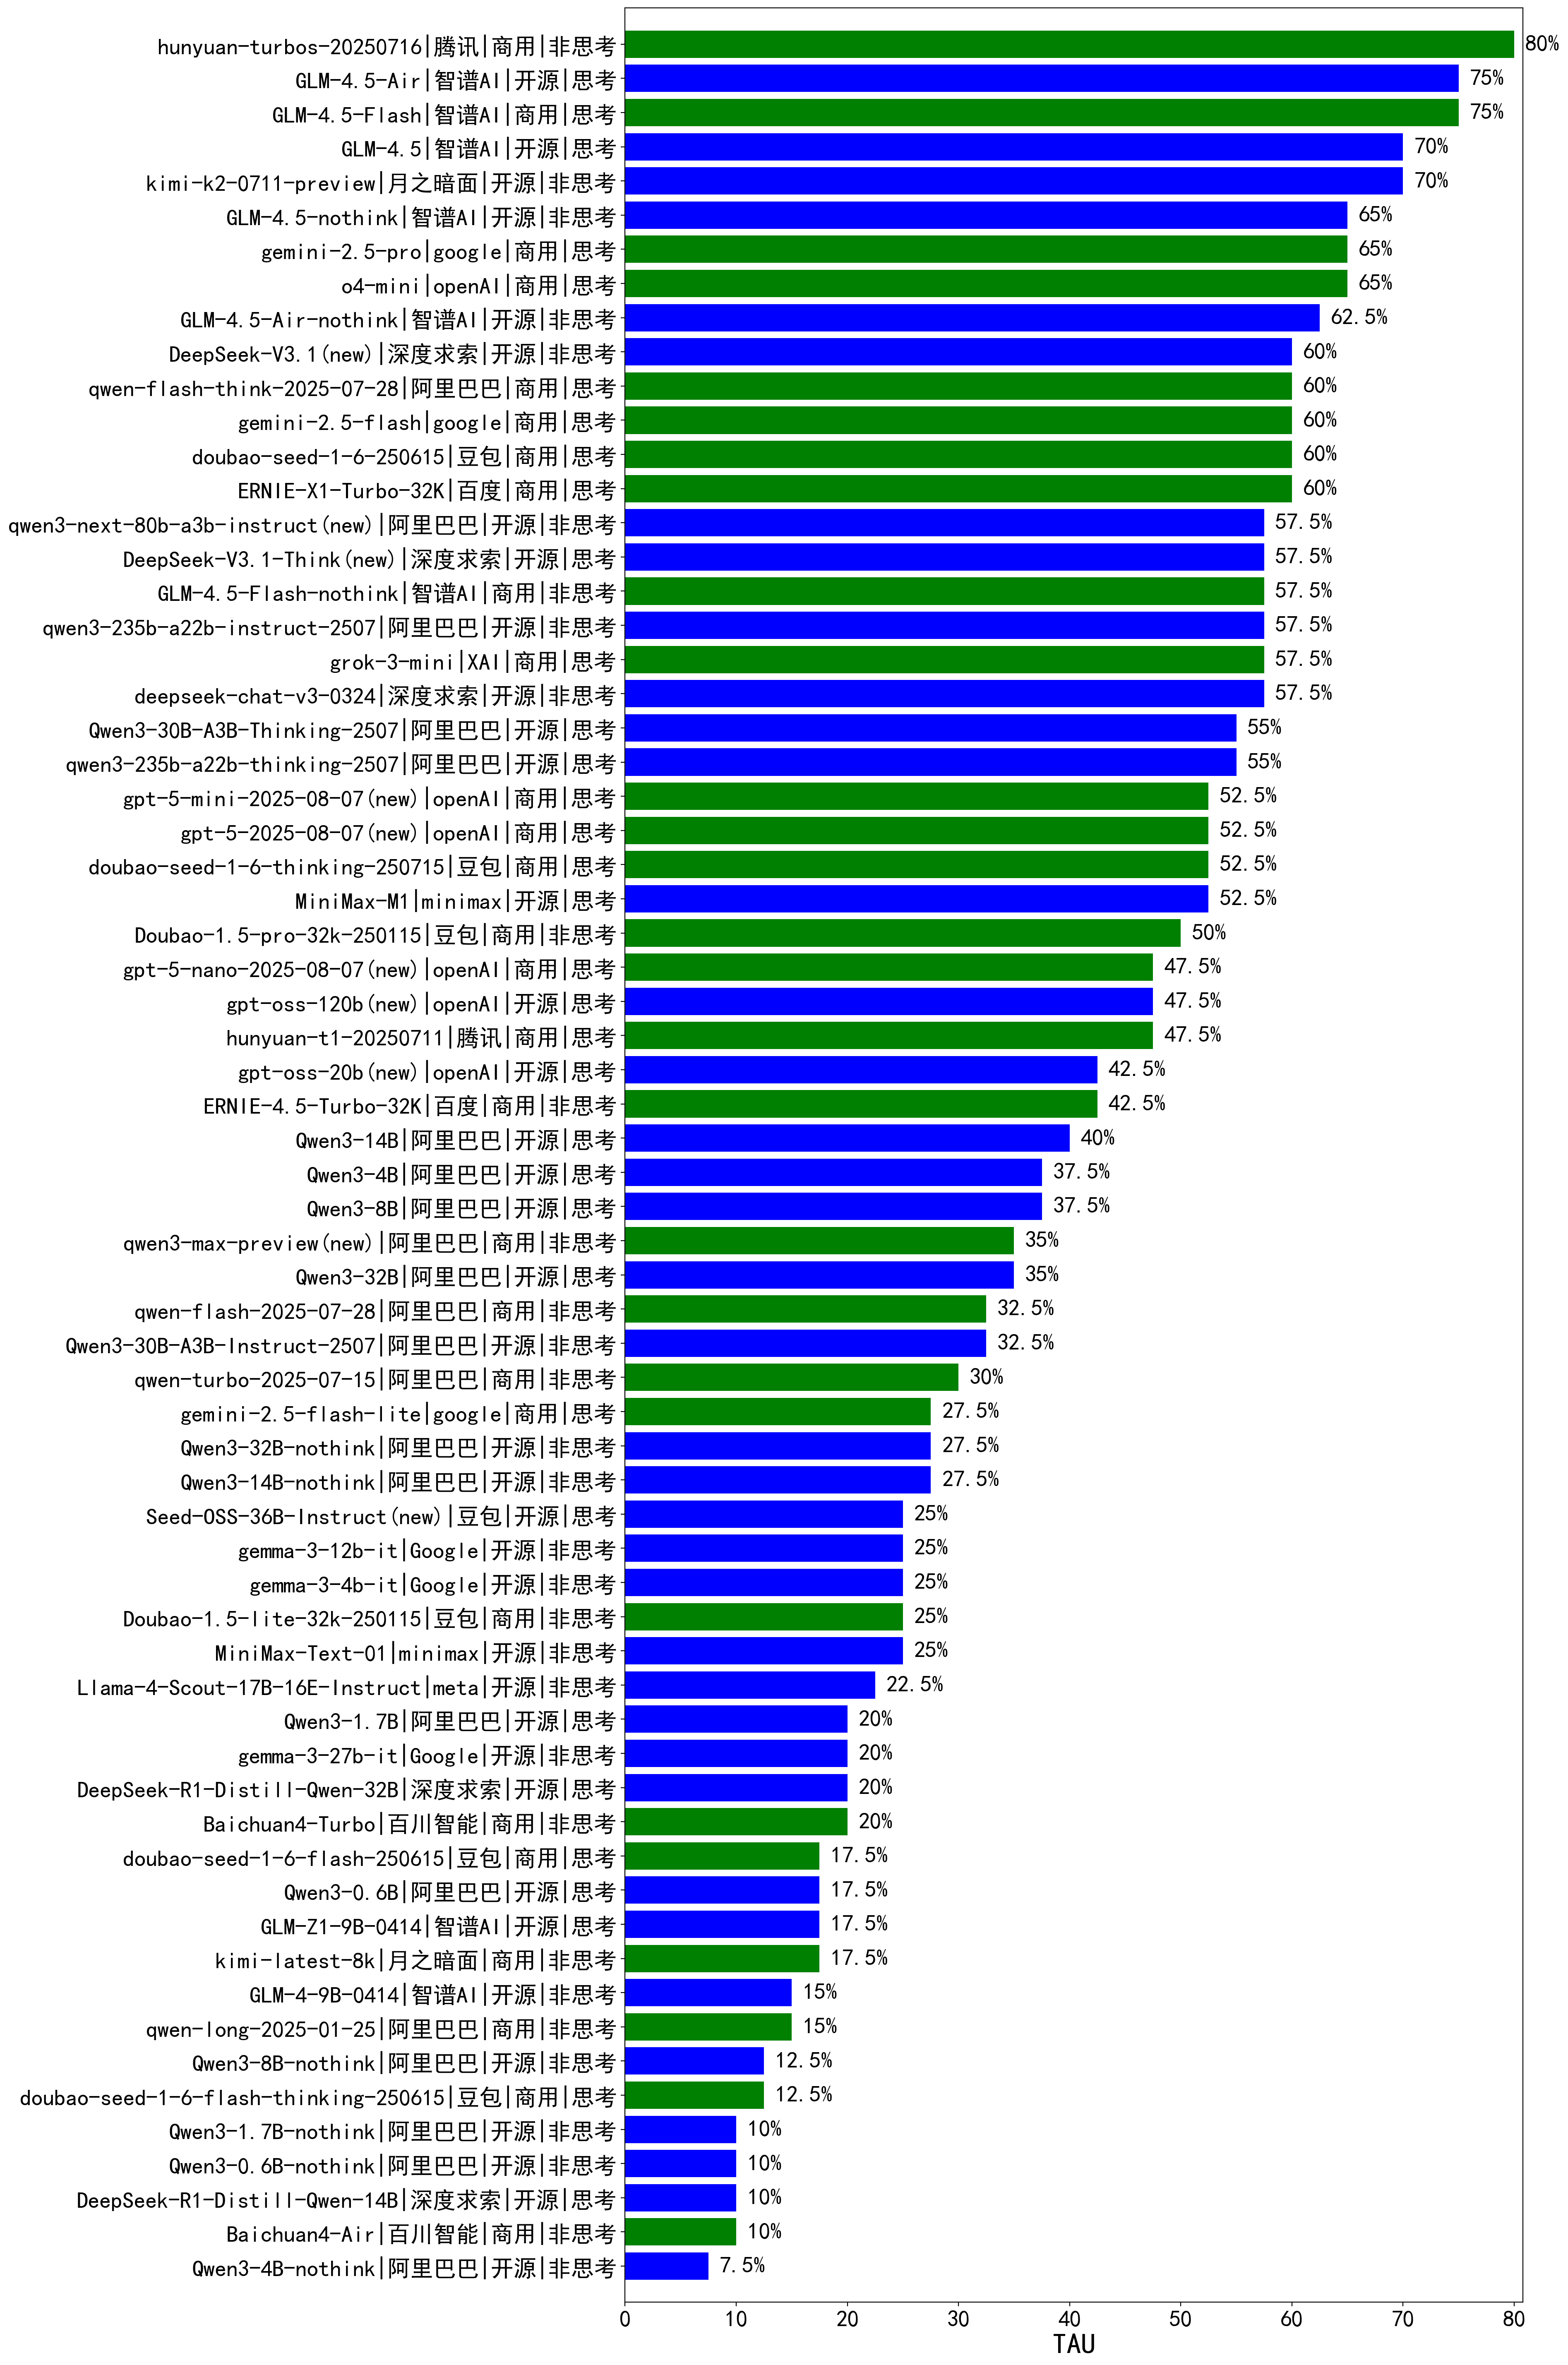 hunyuan-turbos-20250716|腾讯|商用|非思考 80%
GLM-4.5-Air|智谱AI|开源|思考 75%
GLM-4.5-Flash|智谱AI|商用|思考 75%
GLM-4.5|智谱AI|开源|思考 70%
kimi-k2-0711-preview|月之暗面|开源|非思考 70%
GLM-4.5-nothink|智谱AI|开源|非思考 65%
gemini-2.5-pro|google|商用|思考 65%
o4-mini|openAI|商用|思考 65%
GLM-4.5-Air-nothink|智谱AI|开源|非思考 62.5%
DeepSeek-V3.1(new)|深度求索|开源|非思考 60%
qwen-flash-think-2025-07-28|阿里巴巴|商用|思考 60%
gemini-2.5-flash|google|商用|思考 60%
doubao-seed-1-6-250615|豆包|商用|思考 60%
ERNIE-X1-Turbo-32K|百度|商用|思考 60%
qwen3-next-80b-a3b-instruct(new)|阿里巴巴|开源|非思考 57.5%
DeepSeek-V3.1-Think(new)|深度求索|开源|思考 57.5%
GLM-4.5-Flash-nothink|智谱AI|商用|非思考 57.5%
qwen3-235b-a22b-instruct-2507|阿里巴巴|开源|非思考 57.5%
grok-3-mini|XAI|商用|思考 57.5%
deepseek-chat-v3-0324|深度求索|开源|非思考 57.5%
Qwen3-30B-A3B-Thinking-2507|阿里巴巴|开源|思考 55%
qwen3-235b-a22b-thinking-2507|阿里巴巴|开源|思考 55%
gpt-5-mini-2025-08-07(new)|openAI|商用|思考 52.5%
gpt-5-2025-08-07(new)|openAI|商用|思考 52.5%
doubao-seed-1-6-thinking-250715|豆包|商用|思考 52.5%
MiniMax-M1|minimax|开源|思考 52.5%
Doubao-1.5-pro-32k-250115|豆包|商用|非思考 50%
gpt-5-nano-2025-08-07(new)|openAI|商用|思考 47.5%
gpt-oss-120b(new)|openAI|开源|思考 47.5%
hunyuan-t1-20250711|腾讯|商用|思考 47.5%
gpt-oss-20b(new)|openAI|开源|思考 42.5%
ERNIE-4.5-Turbo-32K|百度|商用|非思考 42.5%
Qwen3-14B|阿里巴巴|开源|思考 40%
Qwen3-4B|阿里巴巴|开源|思考 37.5%
Qwen3-8B|阿里巴巴|开源|思考 37.5%
qwen3-max-preview(new)|阿里巴巴|商用|非思考 35%
Qwen3-32B|阿里巴巴|开源|思考 35%
qwen-flash-2025-07-28|阿里巴巴|商用|非思考 32.5%
Qwen3-30B-A3B-Instruct-2507|阿里巴巴|开源|非思考 32.5%
qwen-turbo-2025-07-15|阿里巴巴|商用|非思考 30%
gemini-2.5-flash-lite|google|商用|思考 27.5%
Qwen3-32B-nothink|阿里巴巴|开源|非思考 27.5%
Qwen3-14B-nothink|阿里巴巴|开源|非思考 27.5%
Seed-OSS-36B-Instruct(new)|豆包|开源|思考 25%
gemma-3-12b-it|Google|开源|非思考 25%
gemma-3-4b-it|Google|开源|非思考 25%
Doubao-1.5-lite-32k-250115|豆包|商用|非思考 25%
MiniMax-Text-01|minimax|开源|非思考 25%
Llama-4-Scout-17B-16E-Instruct|meta|开源|非思考 22.5%
Qwen3-1.7B|阿里巴巴|开源|思考 20%
gemma-3-27b-it|Google|开源|非思考 20%
DeepSeek-R1-Distill-Qwen-32B|深度求索|开源|思考 20%
Baichuan4-Turbo|百川智能|商用|非思考 20%
doubao-seed-1-6-flash-250615|豆包|商用|思考 17.5%
Qwen3-0.6B|阿里巴巴|开源|思考 17.5%
GLM-Z1-9B-0414|智谱AI|开源|思考 17.5%
kimi-latest-8k|月之暗面|商用|非思考 17.5%
GLM-4-9B-0414|智谱AI|开源|非思考 15%
qwen-long-2025-01-25|阿里巴巴|商用|非思考 15%
Qwen3-8B-nothink|阿里巴巴|开源|非思考 12.5%
doubao-seed-1-6-flash-thinking-250615|豆包|商用|思考 12.5%
Qwen3-1.7B-nothink|阿里巴巴|开源|非思考 10%
Qwen3-0.6B-nothink|阿里巴巴|开源|非思考 10%
DeepSeek-R1-Distill-Qwen-14B|深度求索|开源|思考 10%
Baichuan4-Air|百川智能|商用|非思考 10%
Qwen3-4B-nothink|阿里巴巴|开源|非思考 7.5%
0 10 20 30 40 50 60 70 80
TAU